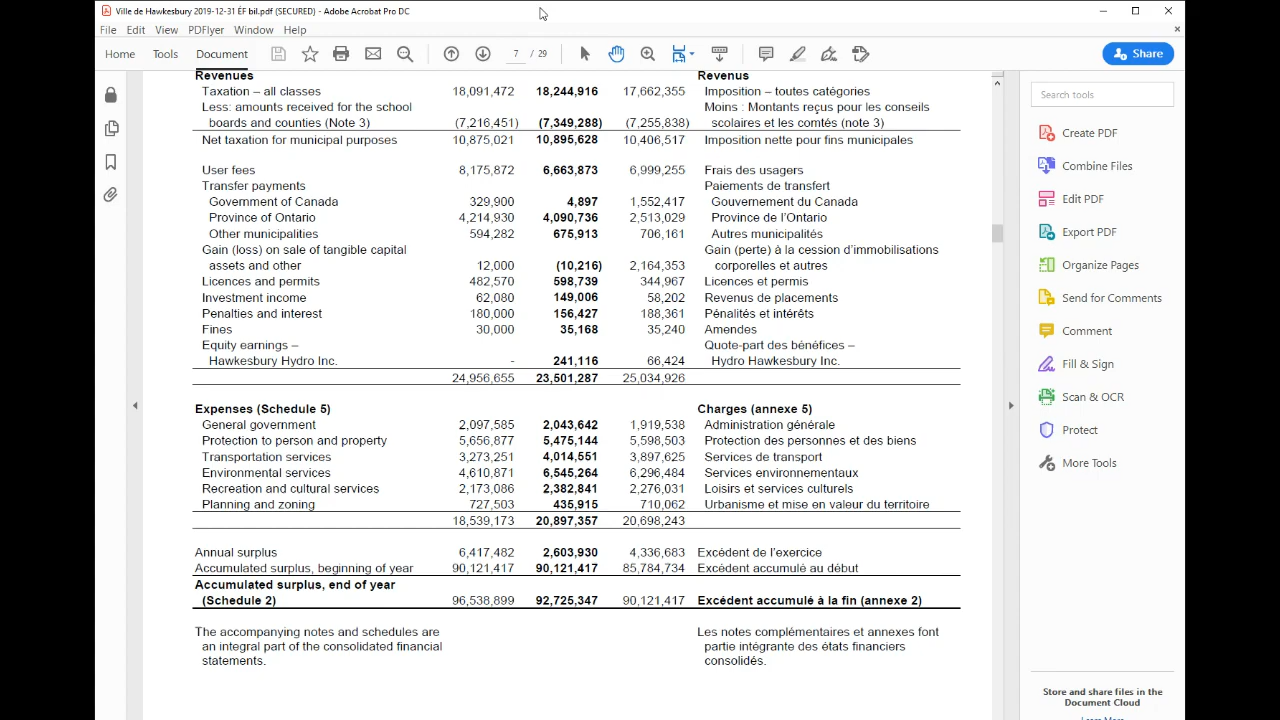 Ville de Hawkesbury 2019-12-31 ÉF bil.pdf (SECURED) - Adobe Acrobat Pro DC
File Edit View PDFlyer Window Help
Home Tools Document 7 / 29 Share
Revenues Revenus
Taxation – all classes 18,091,472 18,244,916 17,662,355 Imposition – toutes catégories
Less: amounts received for the school Moins : Montants reçus pour les conseils
boards and counties (Note 3) (7,216,451) (7,349,288) (7,255,838) scolaires et les comtés (note 3)
Net taxation for municipal purposes 10,875,021 10,895,628 10,406,517 Imposition nette pour fins municipales
User fees 8,175,872 6,663,873 6,999,255 Frais des usagers
Transfer payments Paiements de transfert
Government of Canada 329,900 4,897 1,552,417 Gouvernement du Canada
Province of Ontario 4,214,930 4,090,736 2,513,029 Province de l'Ontario
Other municipalities 594,282 675,913 706,161 Autres municipalités
Gain (loss) on sale of tangible capital Gain (perte) à la cession d'immobilisations
assets and other 12,000 (10,216) 2,164,353 corporelles et autres
Licences and permits 482,570 598,739 344,967 Licences et permis
Investment income 62,080 149,006 58,202 Revenus de placements
Penalties and interest 180,000 156,427 188,361 Pénalités et intérêts
Fines 30,000 35,168 35,240 Amendes
Equity earnings – Quote-part des bénéfices –
Hawkesbury Hydro Inc. - 241,116 66,424 Hydro Hawkesbury Inc.
24,956,655 23,501,287 25,034,926
Expenses (Schedule 5) Charges (annexe 5)
General government 2,097,585 2,043,642 1,919,538 Administration générale
Protection to person and property 5,656,877 5,475,144 5,598,503 Protection des personnes et des biens
Transportation services 3,273,251 4,014,551 3,897,625 Services de transport
Environmental services 4,610,871 6,545,264 6,296,484 Services environnementaux
Recreation and cultural services 2,173,086 2,382,841 2,276,031 Loisirs et services culturels
Planning and zoning 727,503 435,915 710,062 Urbanisme et mise en valeur du territoire
18,539,173 20,897,357 20,698,243
Annual surplus 6,417,482 2,603,930 4,336,683 Excédent de l'exercice
Accumulated surplus, beginning of year 90,121,417 90,121,417 85,784,734 Excédent accumulé au début
Accumulated surplus, end of year
(Schedule 2) 96,538,899 92,725,347 90,121,417 Excédent accumulé à la fin (annexe 2)
The accompanying notes and schedules are
an integral part of the consolidated financial
statements.
Les notes complémentaires et annexes font
partie intégrante des états financiers
consolidés.
Search tools
Create PDF
Combine Files
Edit PDF
Export PDF
Organize Pages
Send for Comments
Comment
Fill & Sign
Scan & OCR
Protect
More Tools
Store and share files in the
Document Cloud
Learn More